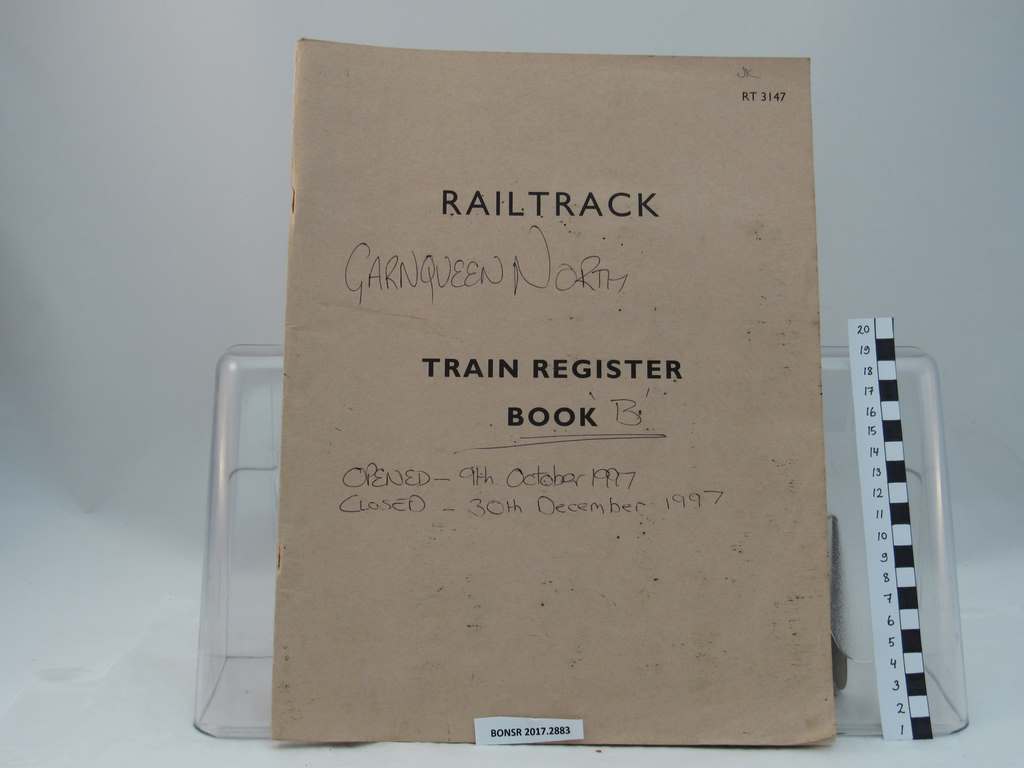 JK
RT 3147
RAILTRACK
GARNQUEEN NORTH
TRAIN REGISTER
BOOK 'B'
OPENED - 9th October 1997
CLOSED - 30th December 1997
BONSR 2017.2883
20
19
18
17
16
15
14
13
12
11
10
9
8
7
6
5
4
3
2
1